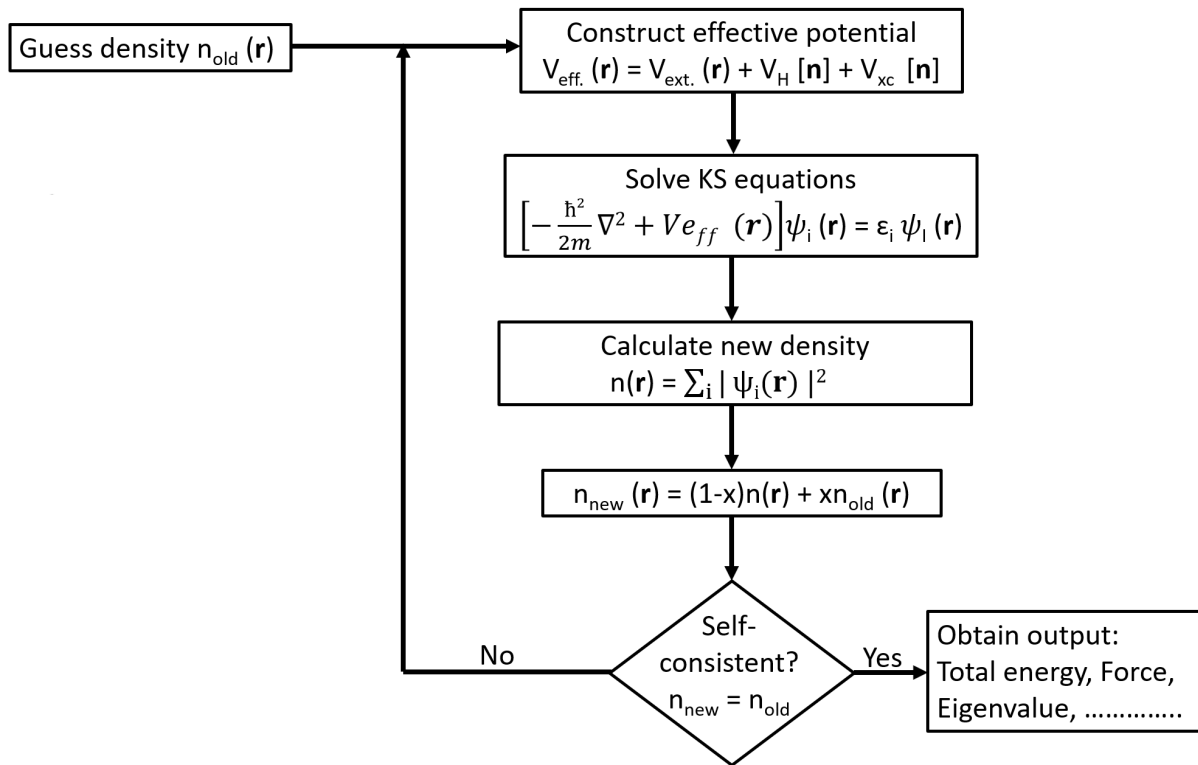 Guess density n_old (r)
Construct effective potential
V_eff. (r) = V_ext. (r) + V_H [n] + V_xc [n]
Solve KS equations
[-ħ²/2m ∇² + Ve_ff (r)]ψ_i (r) = ε_i ψ_l (r)
Calculate new density
n(r) = ∑_i | ψ_i(r) |²
n_new (r) = (1-x)n(r) + xn_old (r)
Self-
consistent?
n_new = n_old
No
Yes
Obtain output:
Total energy, Force,
Eigenvalue, …………..